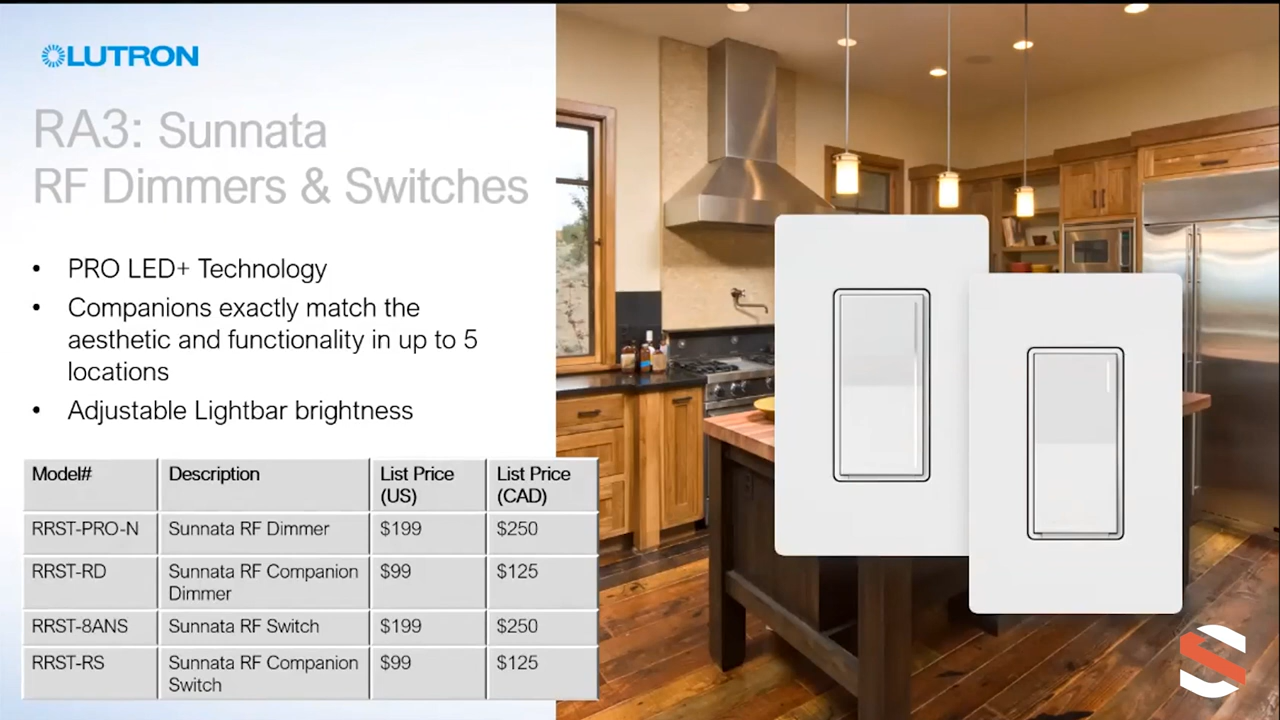 LUTRON
RA3: Sunnata
RF Dimmers & Switches
• PRO LED+ Technology
• Companions exactly match the
aesthetic and functionality in up to 5
locations
• Adjustable Lightbar brightness
Model# Description List Price (US) List Price (CAD)
RRST-PRO-N Sunnata RF Dimmer $199 $250
RRST-RD Sunnata RF Companion Dimmer $99 $125
RRST-8ANS Sunnata RF Switch $199 $250
RRST-RS Sunnata RF Companion Switch $99 $125